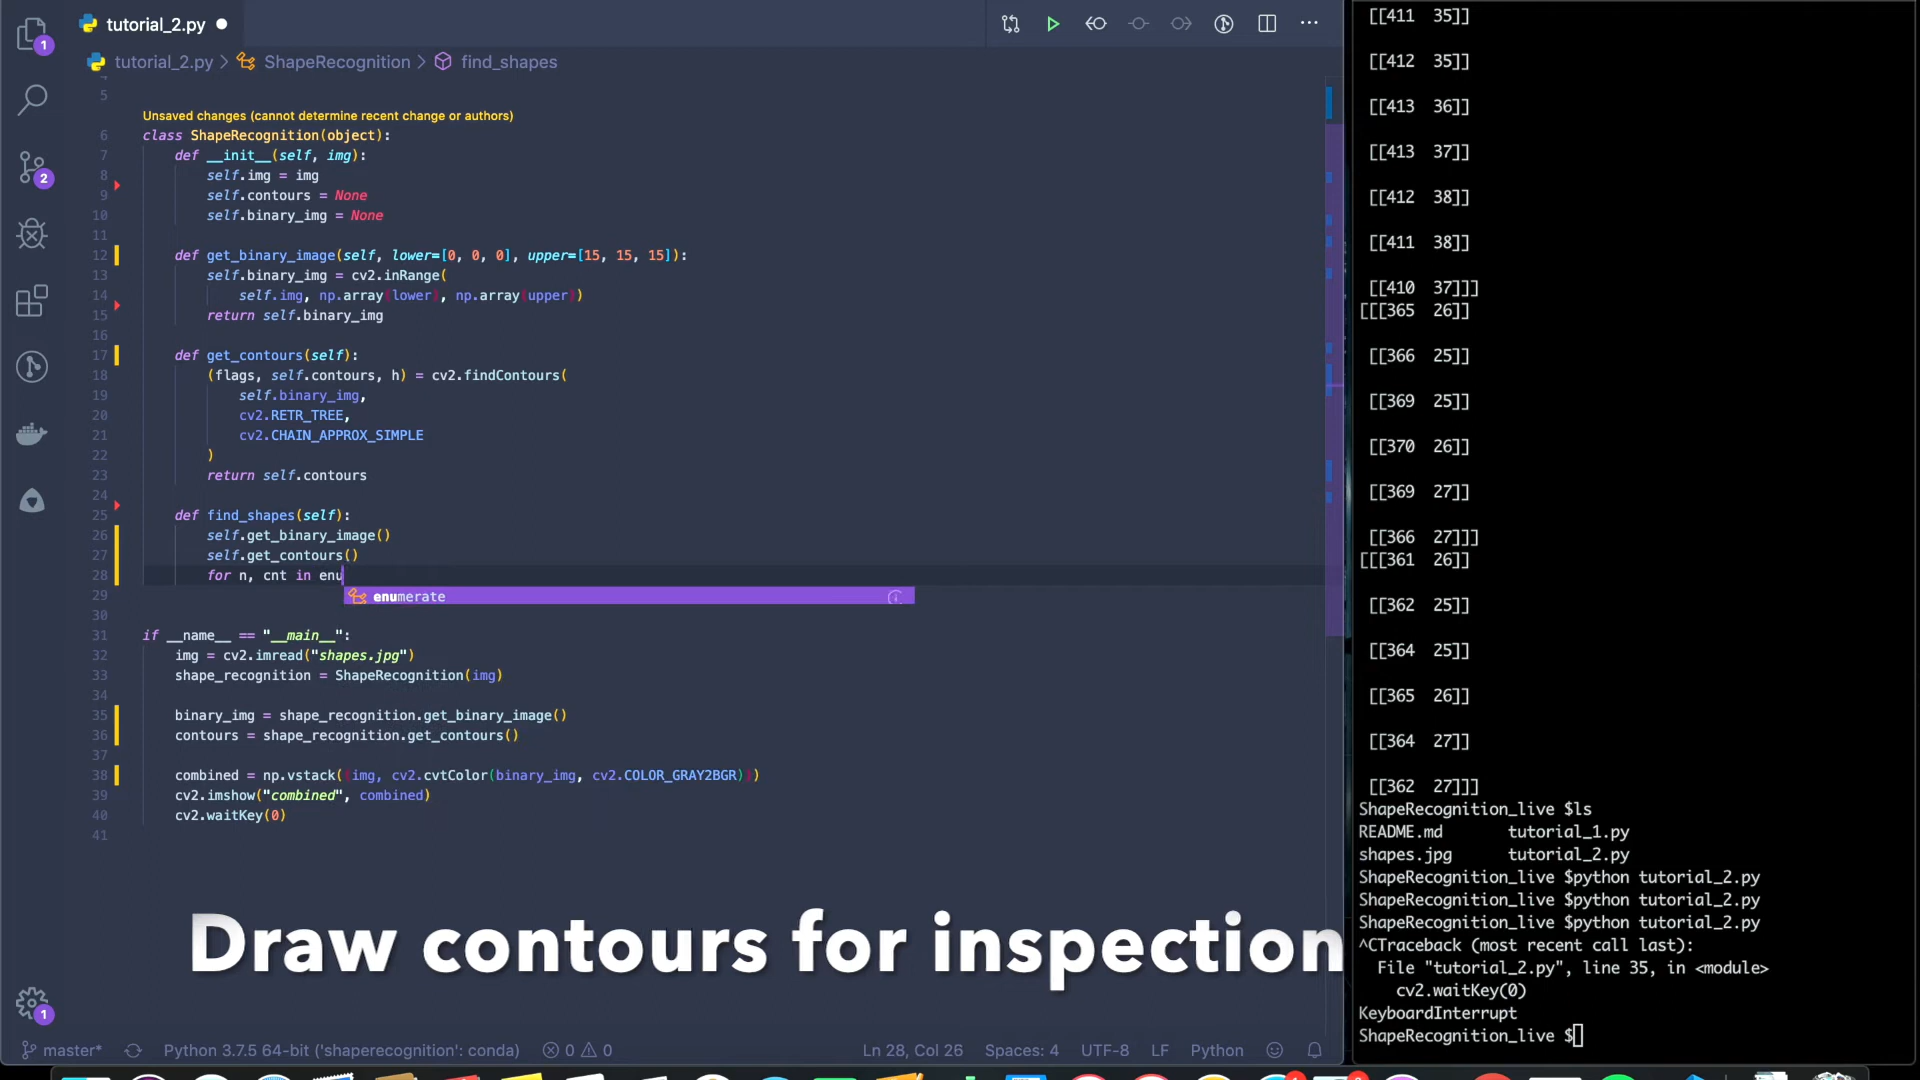 tutorial_2.py
tutorial_2.py > ShapeRecognition > find_shapes
5
Unsaved changes (cannot determine recent change or authors)
6 class ShapeRecognition(object):
7 def __init__(self, img):
8 self.img = img
9 self.contours = None
10 self.binary_img = None
11
12 def get_binary_image(self, lower=[0, 0, 0], upper=[15, 15, 15]):
13 self.binary_img = cv2.inRange(
14 self.img, np.array(lower), np.array(upper))
15 return self.binary_img
16
17 def get_contours(self):
18 (flags, self.contours, h) = cv2.findContours(
19 self.binary_img,
20 cv2.RETR_TREE,
21 cv2.CHAIN_APPROX_SIMPLE
22 )
23 return self.contours
24
25 def find_shapes(self):
26 self.get_binary_image()
27 self.get_contours()
28 for n, cnt in enu
29 enumerate
30
31 if __name__ == "__main__":
32 img = cv2.imread("shapes.jpg")
33 shape_recognition = ShapeRecognition(img)
34
35 binary_img = shape_recognition.get_binary_image()
36 contours = shape_recognition.get_contours()
37
38 combined = np.vstack((img, cv2.cvtColor(binary_img, cv2.COLOR_GRAY2BGR)))
39 cv2.imshow("combined", combined)
40 cv2.waitKey(0)
41
Draw contours for inspection
1
2
1
master* Python 3.7.5 64-bit ('shaperecognition': conda) 0 0 Ln 28, Col 26 Spaces: 4 UTF-8 LF Python
[[411 35]]
[[412 35]]
[[413 36]]
[[413 37]]
[[412 38]]
[[411 38]]
[[410 37]]]
[[[365 26]]
[[366 25]]
[[369 25]]
[[370 26]]
[[369 27]]
[[366 27]]]
[[[361 26]]
[[362 25]]
[[364 25]]
[[365 26]]
[[364 27]]
[[362 27]]]
ShapeRecognition_live $ls
README.md tutorial_1.py
shapes.jpg tutorial_2.py
ShapeRecognition_live $python tutorial_2.py
ShapeRecognition_live $python tutorial_2.py
ShapeRecognition_live $python tutorial_2.py
^CTraceback (most recent call last):
File "tutorial_2.py", line 35, in <module>
cv2.waitKey(0)
KeyboardInterrupt
ShapeRecognition_live $